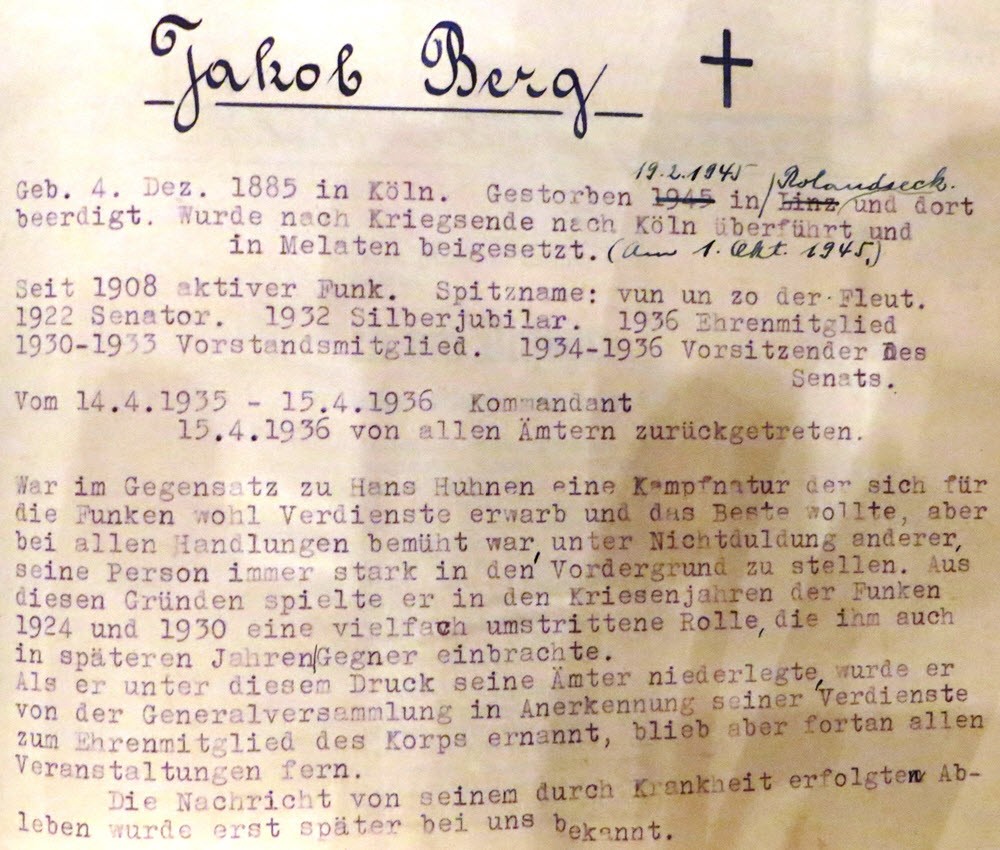 Jakob Berg †
19.2.1945 Rolandseck.
Geb. 4. Dez. 1885 in Köln. Gestorben 1945 in Linz und dort
beerdigt. Wurde nach Kriegsende nach Köln überführt und
in Melaten beigesetzt. (Am 1. Okt. 1945.)
Seit 1908 aktiver Funk. Spitzname: vun un zo der Fleut.
1922 Senator. 1932 Silberjubilar. 1936 Ehrenmitglied
1930-1933 Vorstandsmitglied. 1934-1936 Vorsitzender Des
Senats.
Vom 14.4.1935 - 15.4.1936 Kommandant
15.4.1936 von allen Ämtern zurückgetreten.
War im Gegensatz zu Hans Huhnen eine Kampfnatur der sich für
die Funken wohl Verdienste erwarb und das Beste wollte, aber
bei allen Handlungen bemüht war, unter Nichtduldung anderer,
seine Person immer stark in den Vordergrund zu stellen. Aus
diesen Gründen spielte er in den Kriesenjahren der Funken
1924 und 1930 eine vielfach umstrittene Rolle, die ihm auch
in späteren Jahren Gegner einbrachte.
Als er unter diesem Druck seine Ämter niederlegte, wurde er
von der Generalversammlung in Anerkennung seiner Verdienste
zum Ehrenmitglied des Korps ernannt, blieb aber fortan allen
Veranstaltungen fern.
Die Nachricht von seinem durch Krankheit erfolgten Ab-
leben wurde erst später bei uns bekannt.